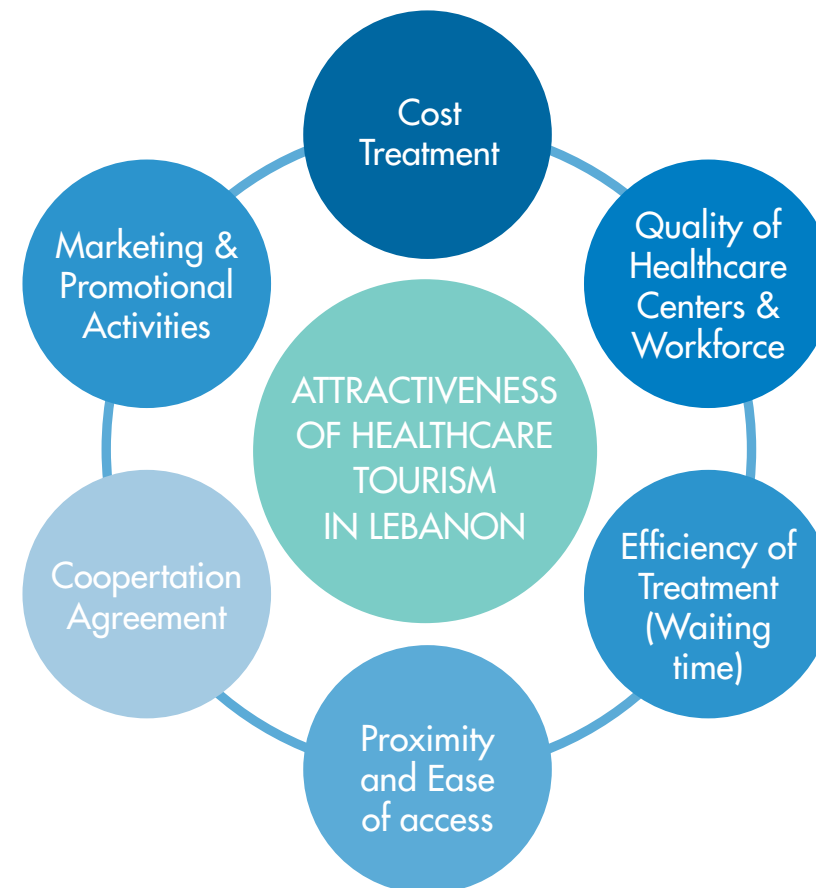 Cost
Treatment
Quality of
Healthcare
Centers &
Workforce
Efficiency of
Treatment
(Waiting
time)
Proximity
and Ease
of access
Coopertation
Agreement
Marketing &
Promotional
Activities
ATTRACTIVENESS
OF HEALTHCARE
TOURISM
IN LEBANON